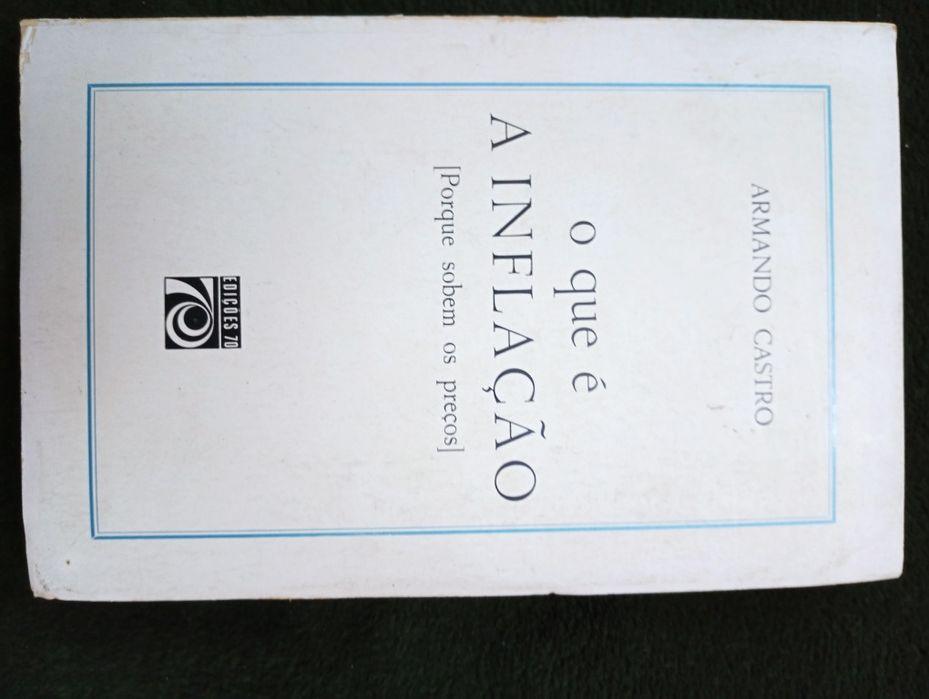 ARMANDO CASTRO
o que é
A INFLAÇÃO
[Porque sobem os preços]
EDIÇÕES 70